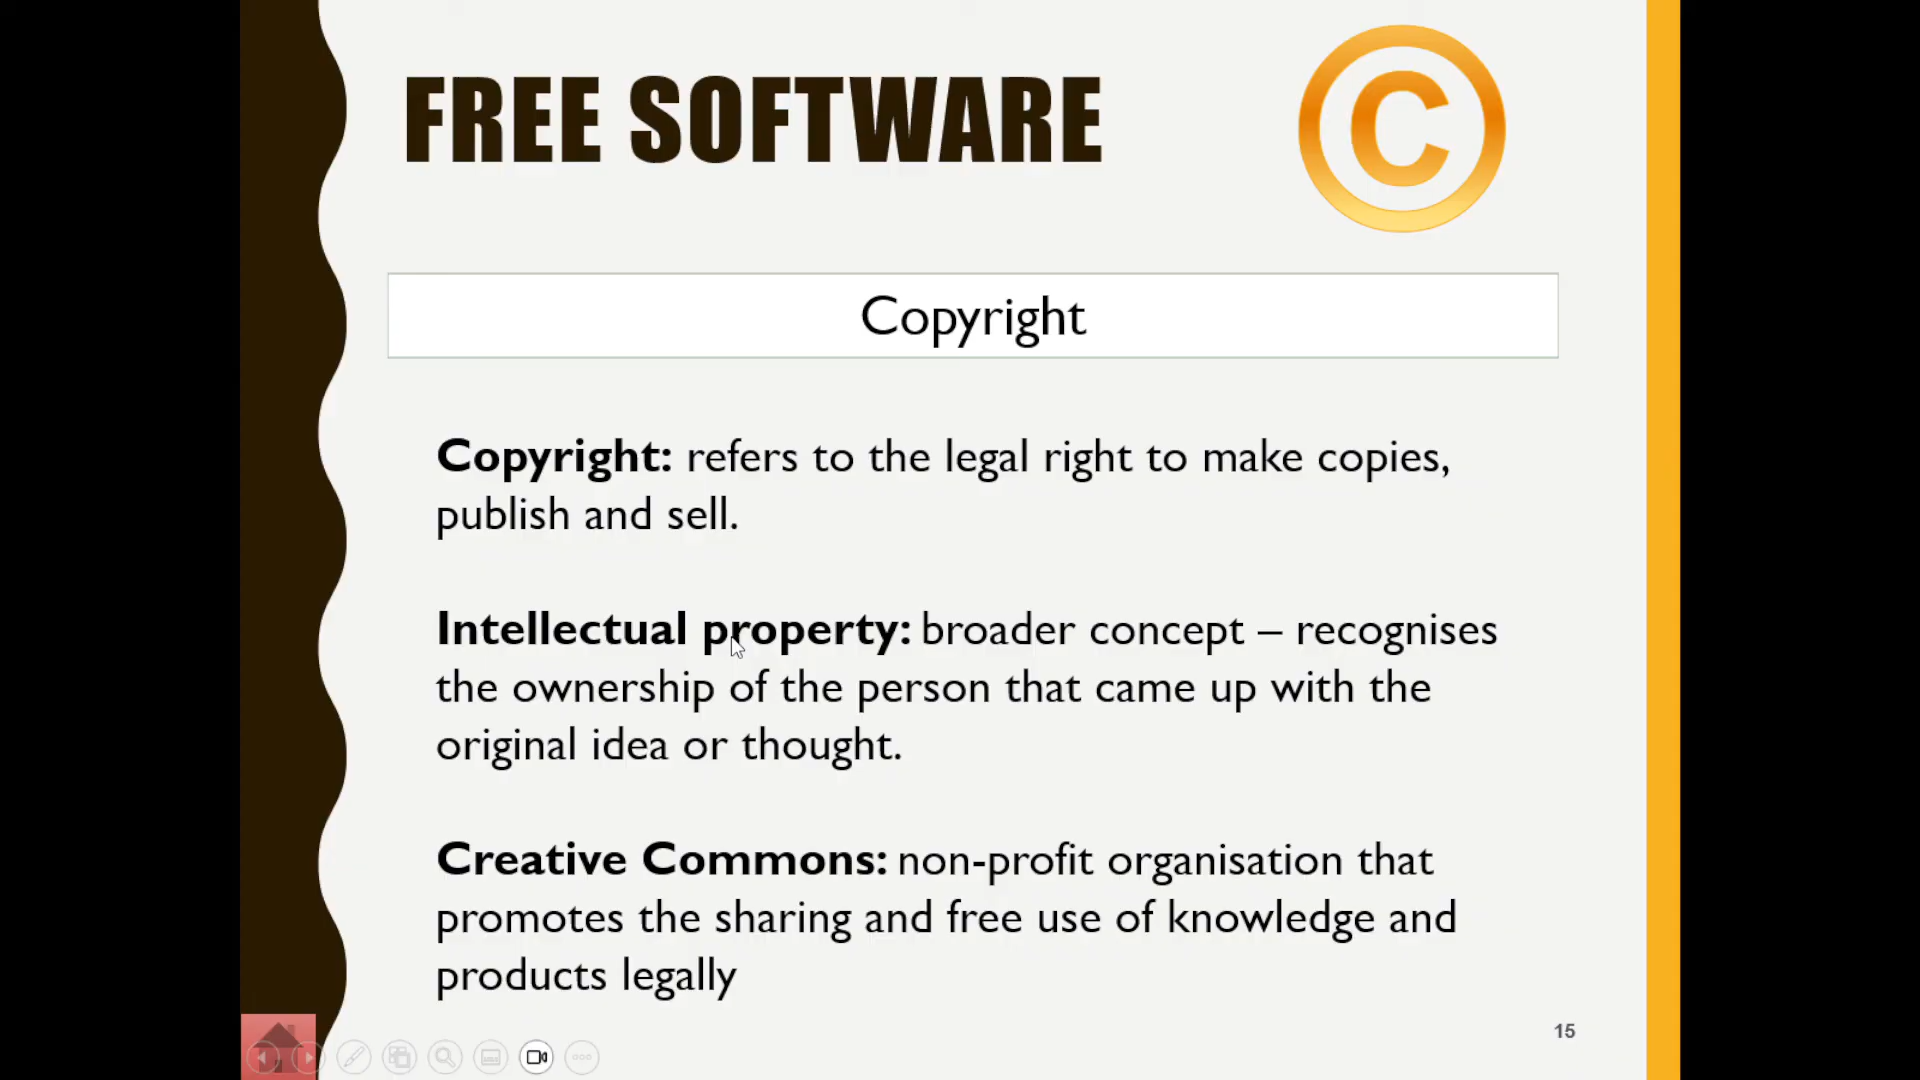 FREE SOFTWARE
©
Copyright
Copyright: refers to the legal right to make copies,
publish and sell.
Intellectual property: broader concept – recognises
the ownership of the person that came up with the
original idea or thought.
Creative Commons: non-profit organisation that
promotes the sharing and free use of knowledge and
products legally
15